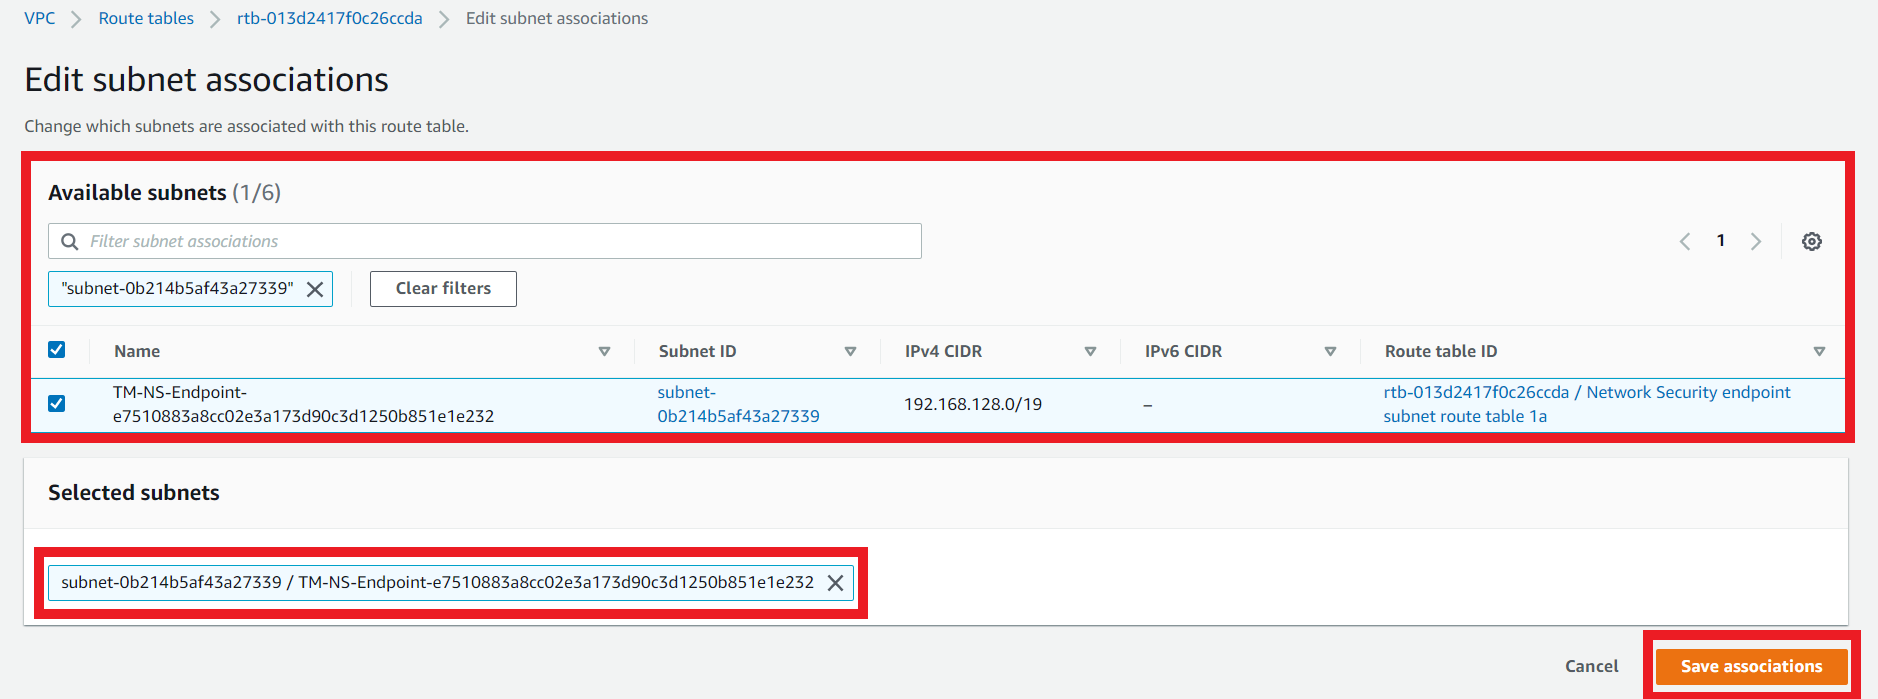 VPC > Route tables > rtb-013d2417f0c26ccda > Edit subnet associations
Edit subnet associations
Change which subnets are associated with this route table.
Available subnets (1/6)
Filter subnet associations
1
"subnet-0b214b5af43a27339"
Clear filters
Name Subnet ID IPv4 CIDR IPv6 CIDR Route table ID
TM-NS-Endpoint-
e7510883a8cc02e3a173d90c3d1250b851e1e232
subnet-
0b214b5af43a27339
192.168.128.0/19
–
rtb-013d2417f0c26ccda / Network Security endpoint
subnet route table 1a
Selected subnets
subnet-0b214b5af43a27339 / TM-NS-Endpoint-e7510883a8cc02e3a173d90c3d1250b851e1e232
Cancel
Save associations